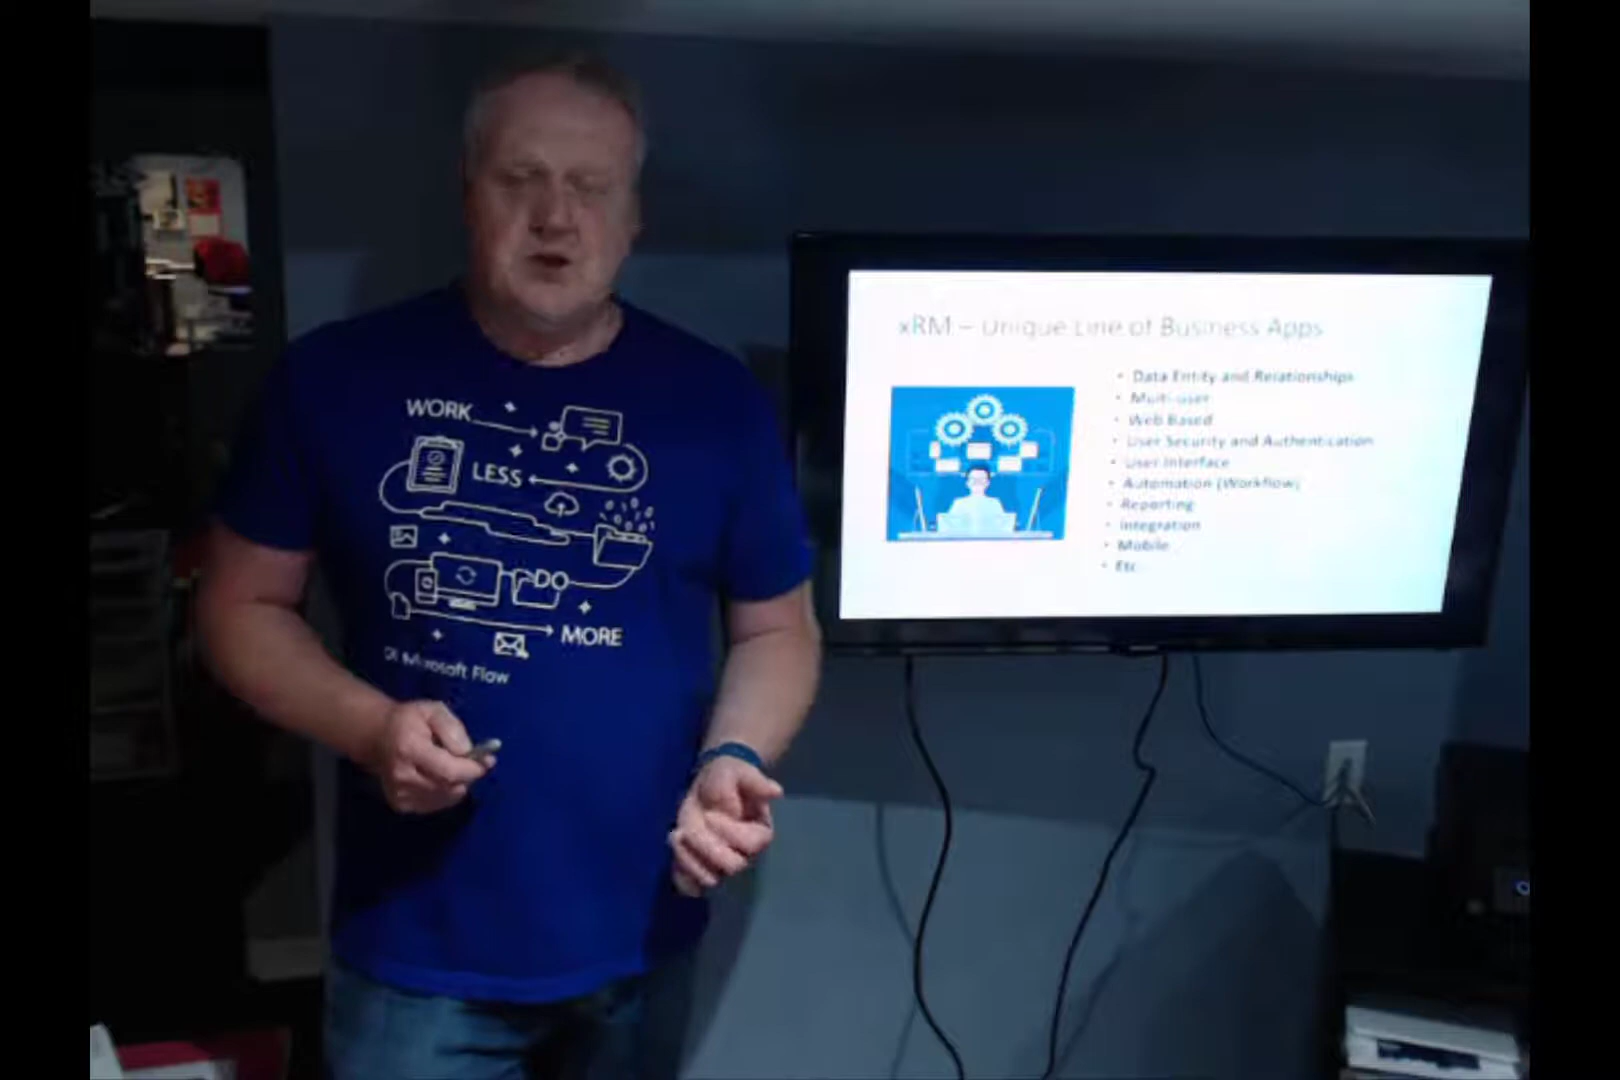 WORK
LESS
DO
MORE
Microsoft Flow
xRM – Unique Line of Business Apps
• Data Entity and Relationships
• Multi-user
• Web Based
• User Security and Authentication
• User Interface
• Automation (Workflow)
• Reporting
• Integration
• Mobile
• Etc